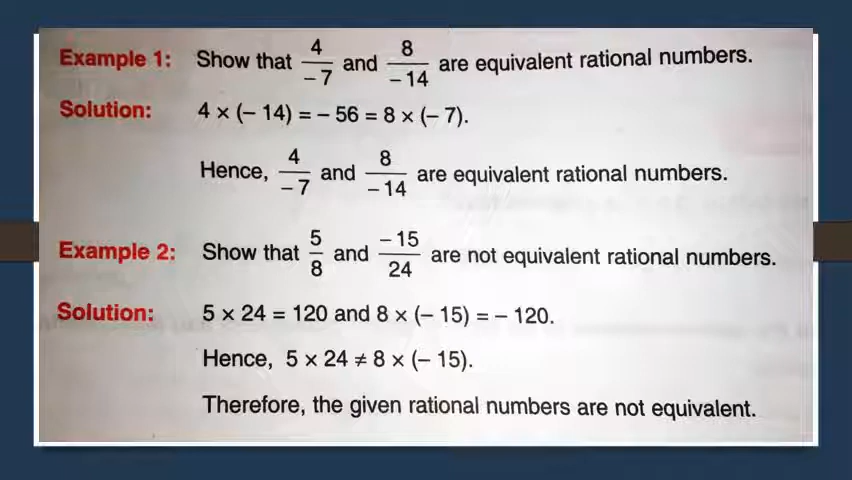 Example 1: Show that 4/−7 and 8/−14 are equivalent rational numbers.
Solution: 4 × (− 14) = − 56 = 8 × (− 7).
Hence, 4/−7 and 8/−14 are equivalent rational numbers.
Example 2: Show that 5/8 and −15/24 are not equivalent rational numbers.
Solution: 5 × 24 = 120 and 8 × (− 15) = − 120.
Hence, 5 × 24 ≠ 8 × (− 15).
Therefore, the given rational numbers are not equivalent.